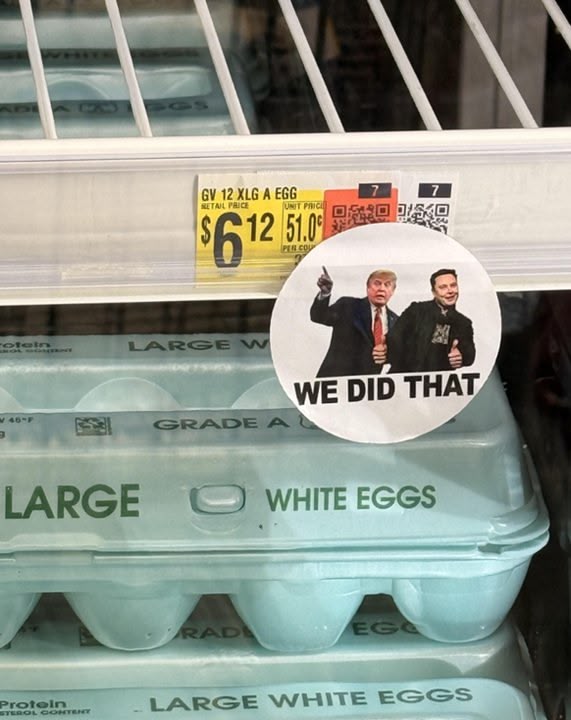 GV 12 XLG A EGG
RETAIL PRICE
UNIT PRICE
$6 12
51.0¢
7
7
WE DID THAT
LARGE W
GRADE A
LARGE
WHITE EGGS
EGG
Protein
LARGE WHITE EGGS